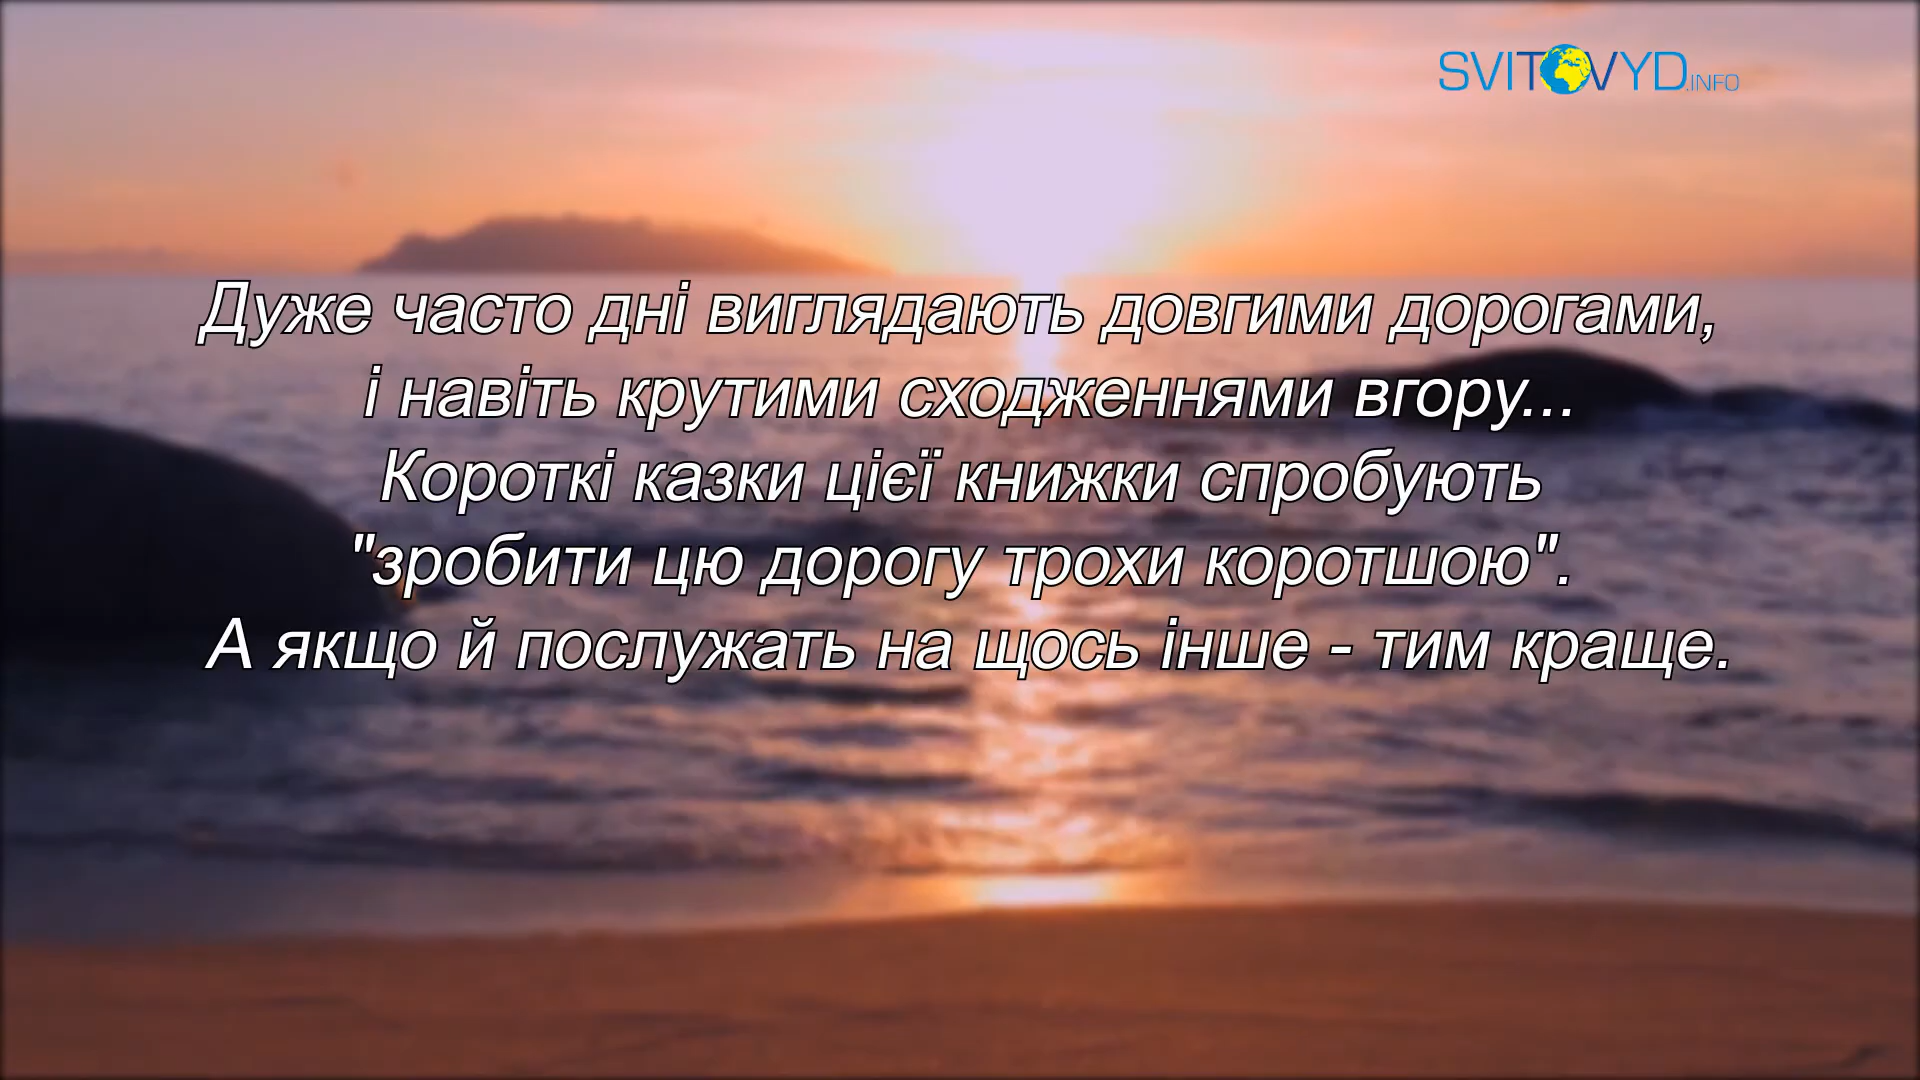 SVITOVYD.INFO
Дуже часто дні виглядають довгими дорогами,
і навіть крутими сходженнями вгору...
Короткі казки цієї книжки спробують
"зробити цю дорогу трохи коротшою".
А якщо й послужать на щось інше - тим краще.